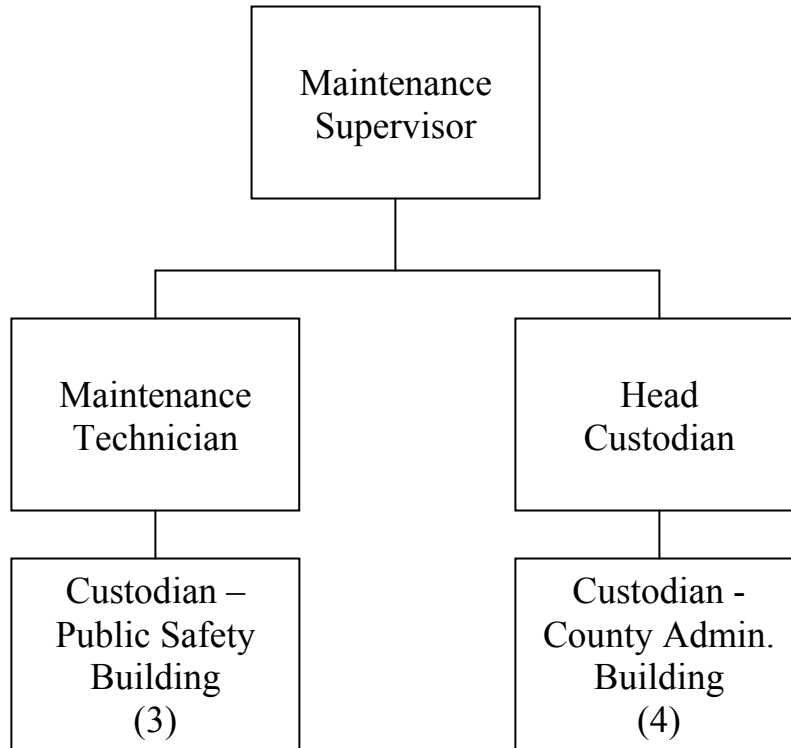 Maintenance
Supervisor
Maintenance
Technician
Head
Custodian
Custodian –
Public Safety
Building
(3)
Custodian -
County Admin.
Building
(4)